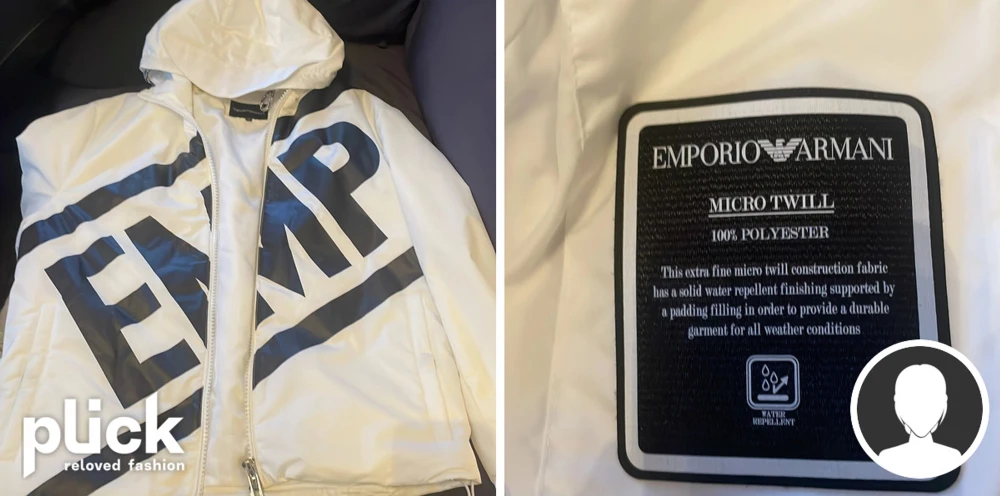 EMP
plick
reloved fashion
EMPORIO ARMANI
MICRO TWILL
100% POLYESTER
This extra fine micro twill construction fabric
has a solid water repellent finishing supported by
a padding filling in order to provide a durable
garment for all weather conditions
WATER
REPELLENT